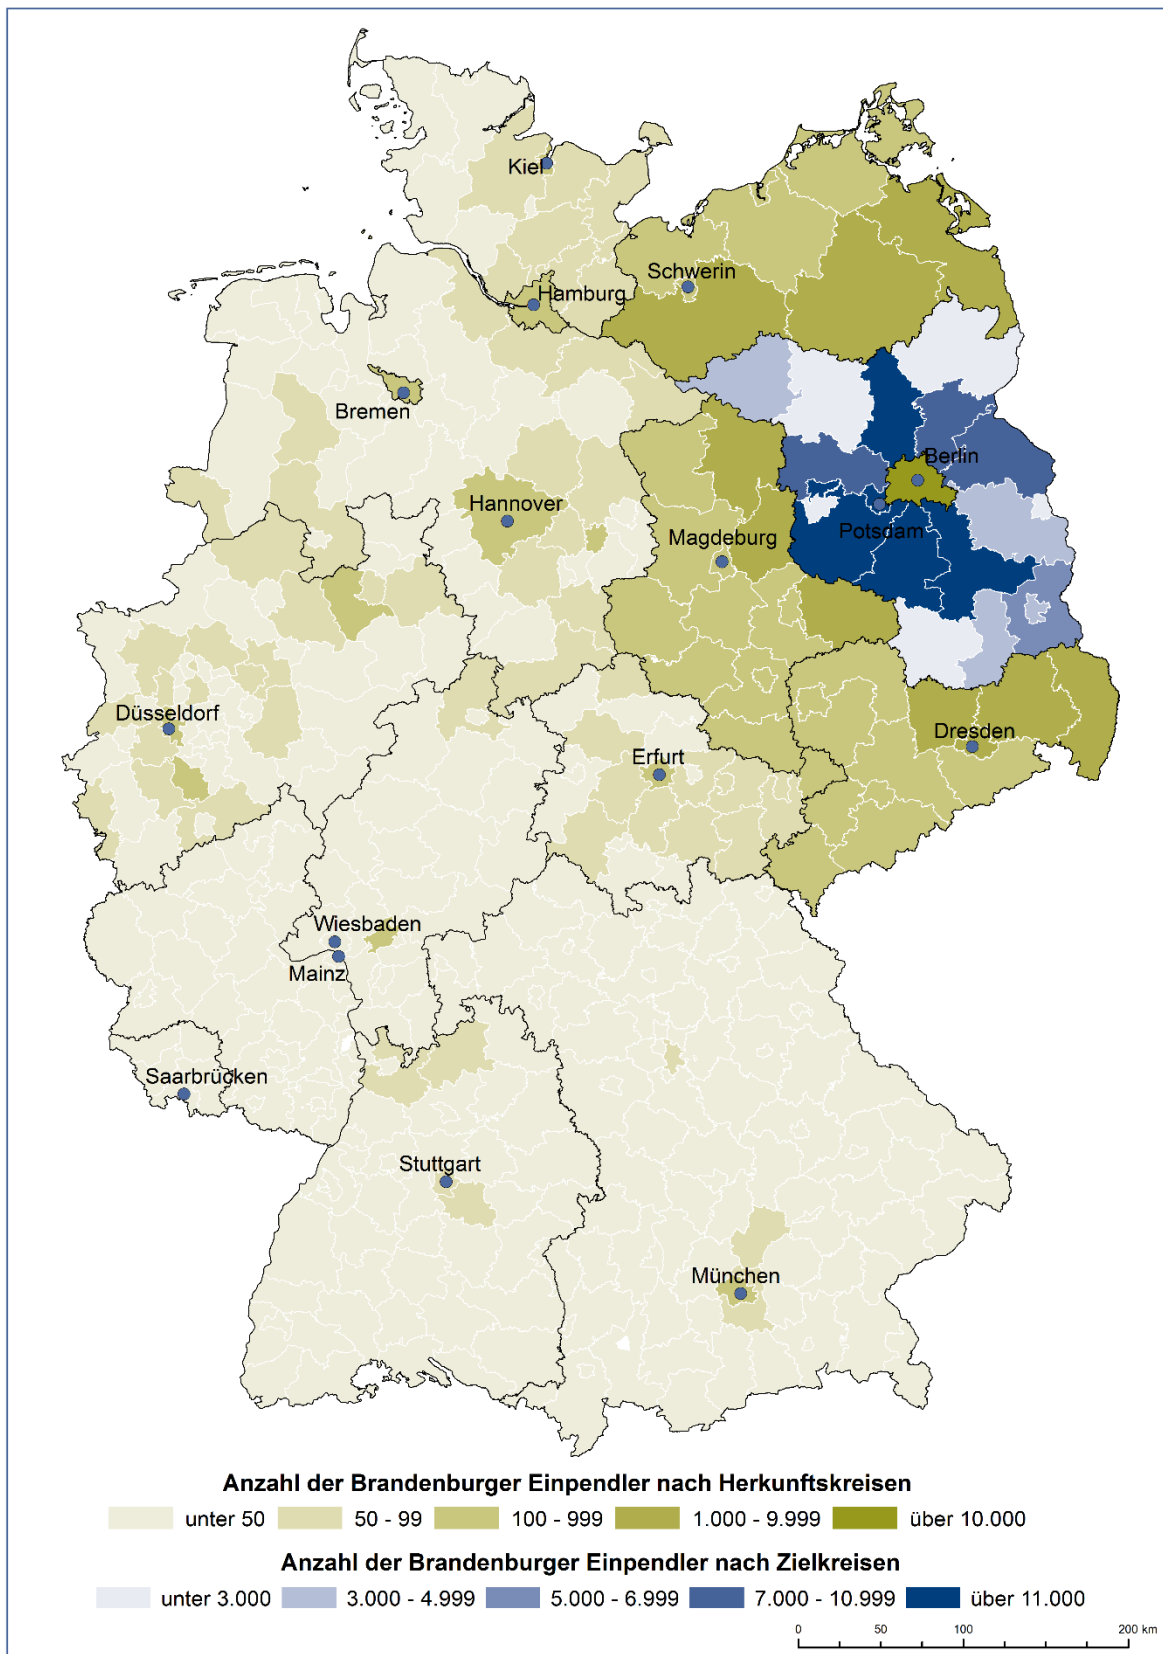 Kiel
Schwerin
Hamburg
Bremen
Berlin
Hannover
Potsdam
Magdeburg
Düsseldorf
Dresden
Erfurt
Wiesbaden
Mainz
Saarbrücken
Stuttgart
München
Anzahl der Brandenburger Einpendler nach Herkunftskreisen
unter 50 50 - 99 100 - 999 1.000 - 9.999 über 10.000
Anzahl der Brandenburger Einpendler nach Zielkreisen
unter 3.000 3.000 - 4.999 5.000 - 6.999 7.000 - 10.999 über 11.000
0 50 100 200 km